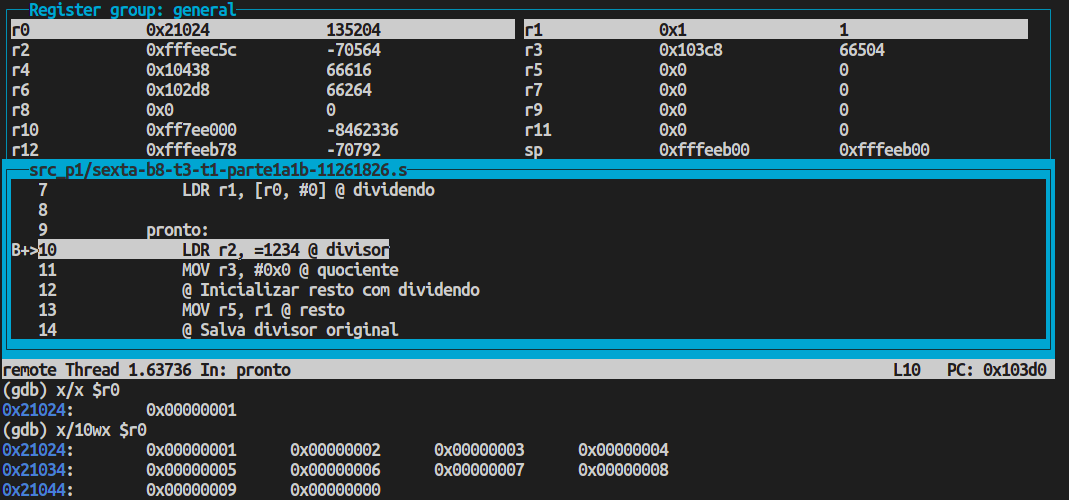 Register group: general
r0 0x21024 135204 r1 0x1 1
r2 0xfffeec5c -70564 r3 0x103c8 66504
r4 0x10438 66616 r5 0x0 0
r6 0x102d8 66264 r7 0x0 0
r8 0x0 0 r9 0x0 0
r10 0xff7ee000 -8462336 r11 0x0 0
r12 0xfffeeb78 -70792 sp 0xfffeeb00 0xfffeeb00
src_p1/sexta-b8-t3-t1-parte1a1b-11261826.s
7 LDR r1, [r0, #0] @ dividendo
8
9 pronto:
B+>10 LDR r2, =1234 @ divisor
11 MOV r3, #0x0 @ quociente
12 @ Inicializar resto com dividendo
13 MOV r5, r1 @ resto
14 @ Salva divisor original
remote Thread 1.63736 In: pronto L10 PC: 0x103d0
(gdb) x/x $r0
0x21024: 0x00000001
(gdb) x/10wx $r0
0x21024: 0x00000001 0x00000002 0x00000003 0x00000004
0x21034: 0x00000005 0x00000006 0x00000007 0x00000008
0x21044: 0x00000009 0x00000000